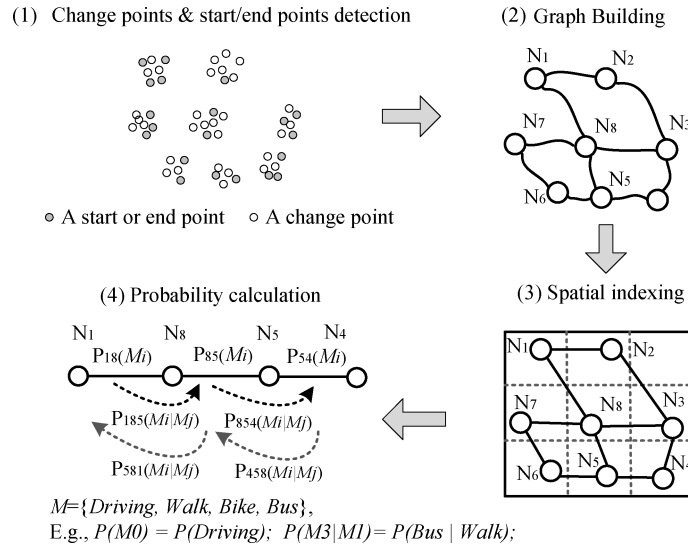 (1) Change points & start/end points detection
(2) Graph Building
N1
N2
N7
N8
N3
N6
N5
A start or end point
A change point
(3) Spatial indexing
N1
N2
N7
N8
N3
N6
N5
N4
(4) Probability calculation
N1 N8 N5 N4
P18(Mi) P85(Mi) P54(Mi)
P185(Mi|Mj) P854(Mi|Mj)
P581(Mi|Mj) P458(Mi|Mj)
M={Driving, Walk, Bike, Bus},
E.g., P(M0) = P(Driving); P(M3|M1)= P(Bus | Walk);